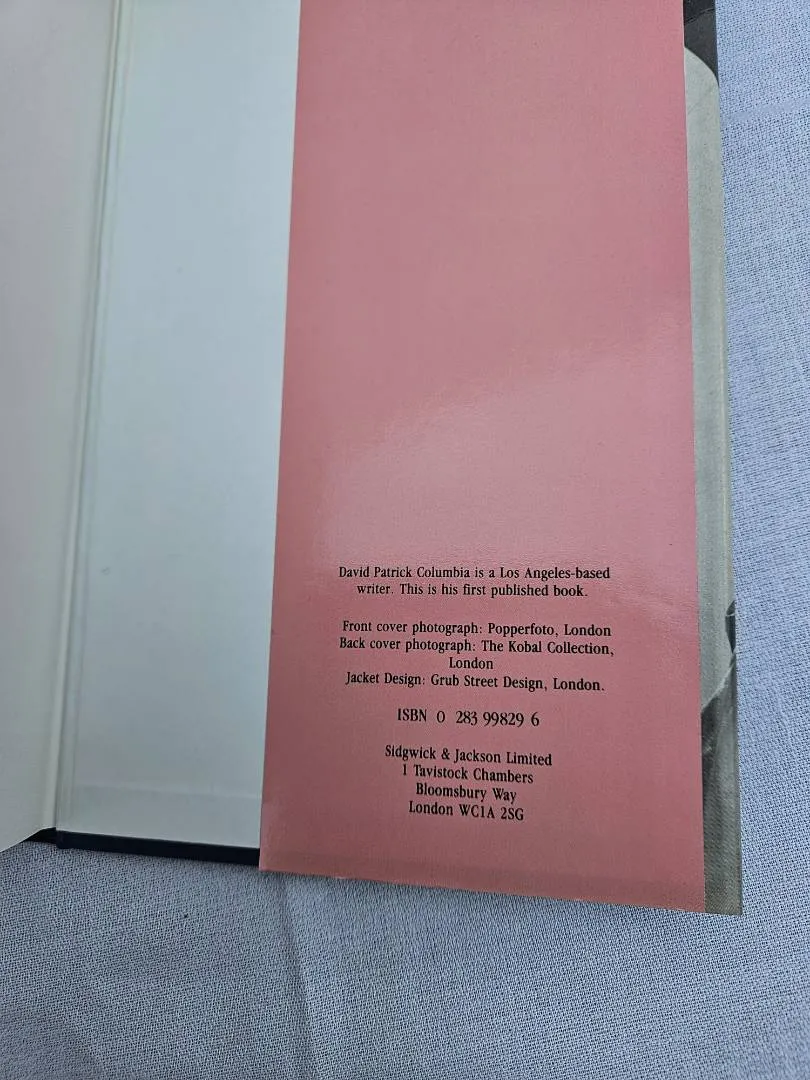 David Patrick Columbia is a Los Angeles-based
writer. This is his first published book.
Front cover photograph: Popperfoto, London
Back cover photograph: The Kobal Collection,
London
Jacket Design: Grub Street Design, London.
ISBN 0 283 99829 6
Sidgwick & Jackson Limited
1 Tavistock Chambers
Bloomsbury Way
London WC1A 2SG